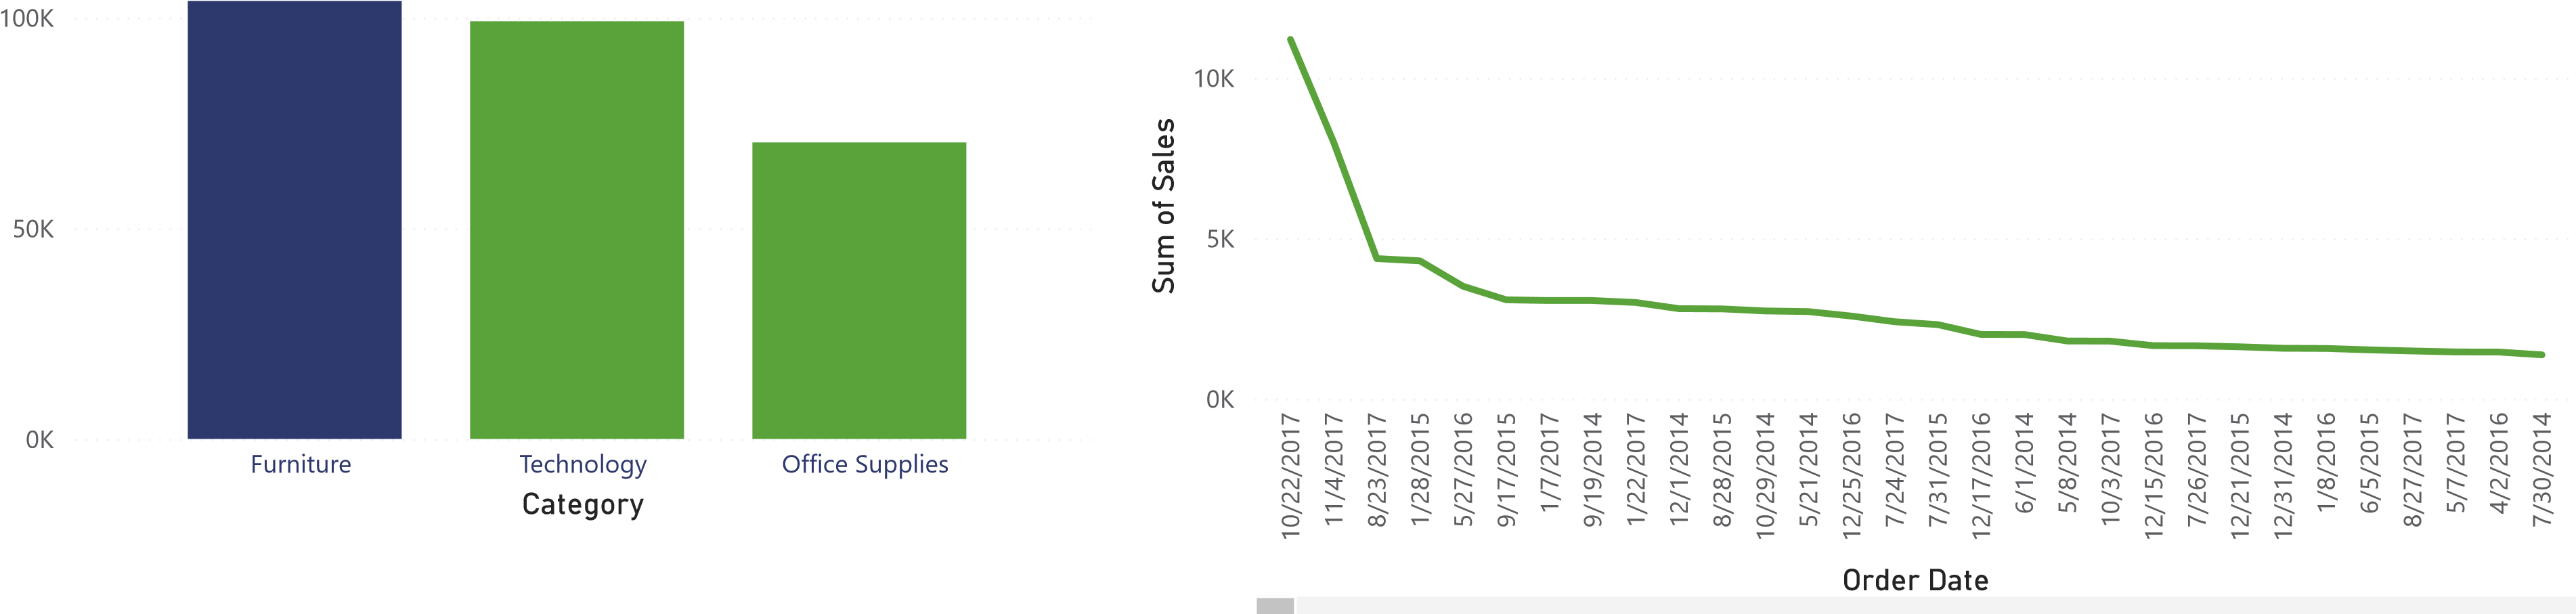 100K
50K
0K
Furniture
Technology
Office Supplies
Category
Sum of Sales
10K
5K
0K
10/22/2017
11/4/2017
8/23/2017
1/28/2015
5/27/2016
9/17/2015
1/7/2017
9/19/2014
1/22/2017
12/1/2014
8/28/2015
10/29/2014
5/21/2014
12/25/2016
7/24/2017
7/31/2015
12/17/2016
6/1/2014
5/8/2014
10/3/2017
12/15/2016
7/26/2017
12/21/2015
12/31/2014
1/8/2016
6/5/2015
8/27/2017
5/7/2017
4/2/2016
7/30/2014
Order Date